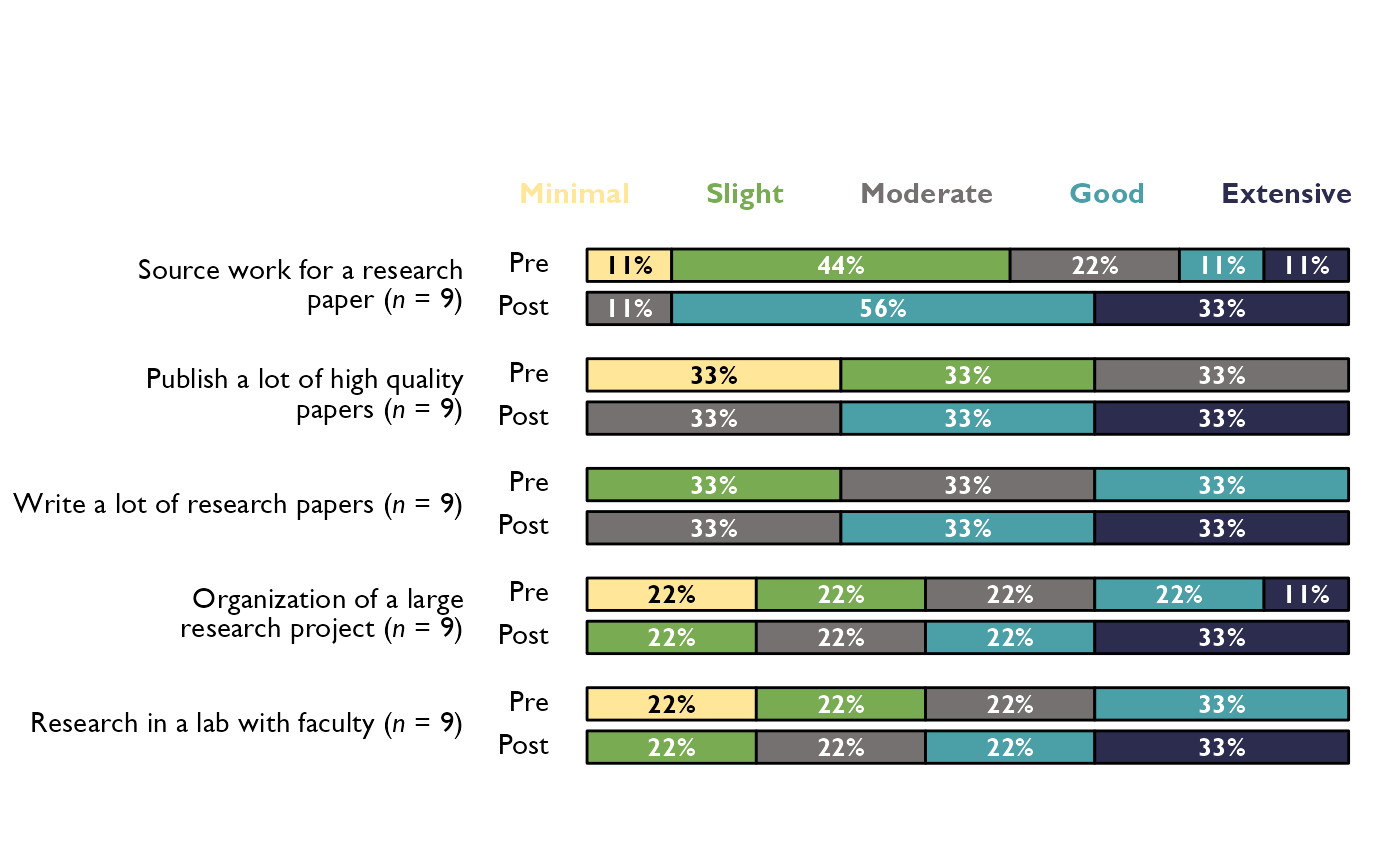 Minimal Slight Moderate Good Extensive
Source work for a research
paper (n = 9)
Pre 11% 44% 22% 11% 11%
Post 11% 56% 33%
Publish a lot of high quality
papers (n = 9)
Pre 33% 33% 33%
Post 33% 33% 33%
Write a lot of research papers (n = 9)
Pre 33% 33% 33%
Post 33% 33% 33%
Organization of a large
research project (n = 9)
Pre 22% 22% 22% 22% 11%
Post 22% 22% 22% 33%
Research in a lab with faculty (n = 9)
Pre 22% 22% 22% 33%
Post 22% 22% 22% 33%